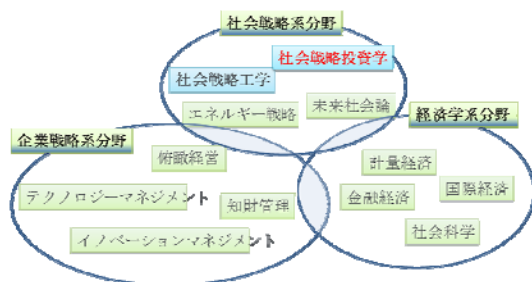 社会戦略系分野
社会戦略投資学
社会戦略工学
エネルギー戦略
未来社会論
企業戦略系分野
経済学系分野
俯瞰経営
計量経済
テクノロジーマネジメント
知財管理
金融経済
国際経済
イノベーションマネジメント
社会科学